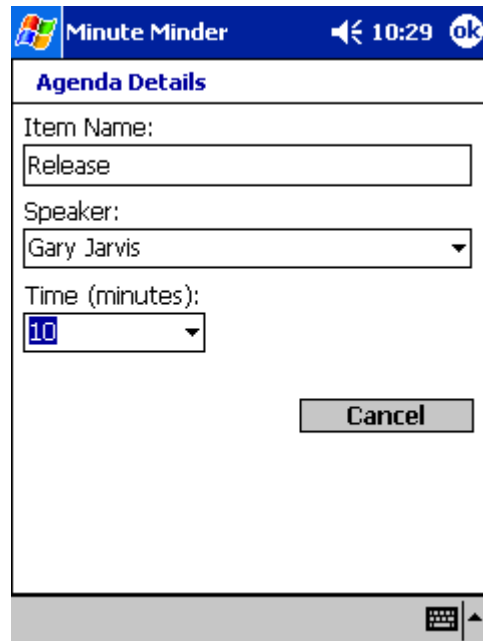 Minute Minder 10:29 ok
Agenda Details
Item Name:
Release
Speaker:
Gary Jarvis
Time (minutes):
10
Cancel